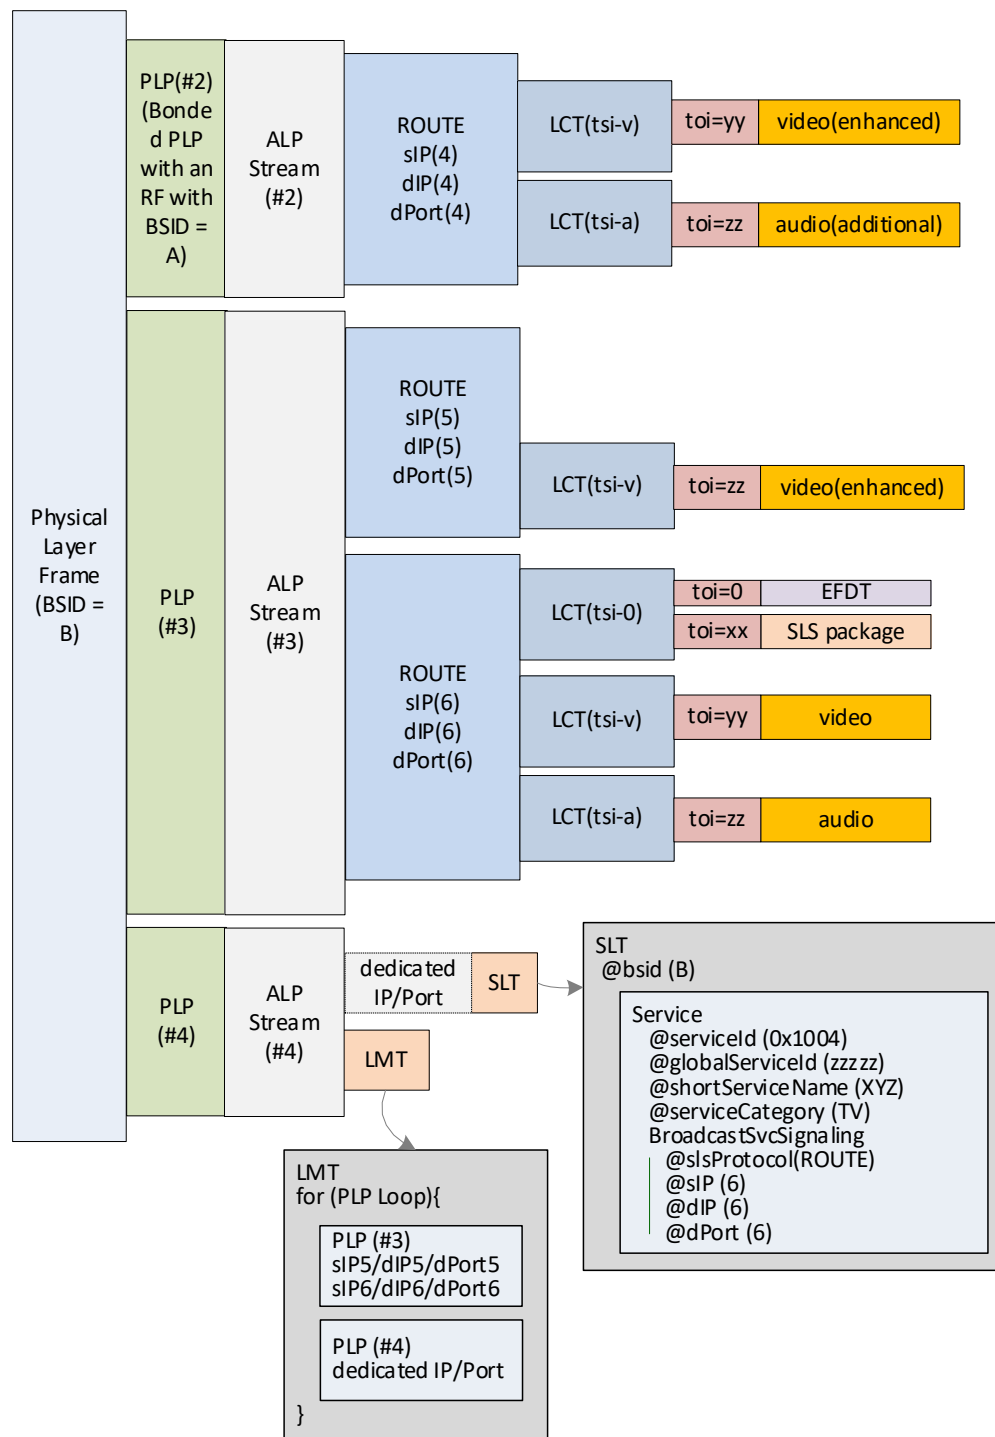 Physical
Layer
Frame
(BSID =
B)
PLP(#2)
(Bonde
d PLP
with an
RF with
BSID =
A)
ALP
Stream
(#2)
ROUTE
sIP(4)
dIP(4)
dPort(4)
LCT(tsi-v)
toi=yy
video(enhanced)
LCT(tsi-a)
toi=zz
audio(additional)
PLP
(#3)
ALP
Stream
(#3)
ROUTE
sIP(5)
dIP(5)
dPort(5)
LCT(tsi-v)
toi=zz
video(enhanced)
ROUTE
sIP(6)
dIP(6)
dPort(6)
LCT(tsi-0)
toi=0
EFDT
toi=xx
SLS package
LCT(tsi-v)
toi=yy
video
LCT(tsi-a)
toi=zz
audio
PLP
(#4)
ALP
Stream
(#4)
dedicated
IP/Port
SLT
LMT
SLT
@bsid (B)
Service
@serviceId (0x1004)
@globalServiceId (zzzzz)
@shortServiceName (XYZ)
@serviceCategory (TV)
BroadcastSvcSignaling
@slsProtocol(ROUTE)
@sIP (6)
@dIP (6)
@dPort (6)
LMT
for (PLP Loop){
PLP (#3)
sIP5/dIP5/dPort5
sIP6/dIP6/dPort6
PLP (#4)
dedicated IP/Port
}